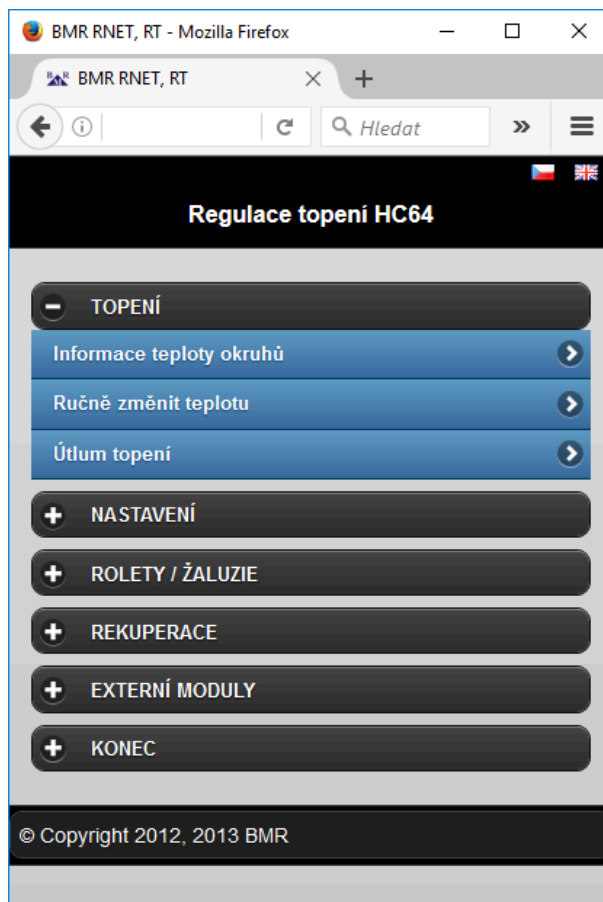 BMR RNET, RT - Mozilla Firefox
BMR RNET, RT
Hledat
Regulace topení HC64
TOPENÍ
Informace teploty okruhů
Ručně změnit teplotu
Útlum topení
NASTAVENÍ
ROLETY / ŽALUZIE
REKUPERACE
EXTERNÍ MODULY
KONEC
© Copyright 2012, 2013 BMR